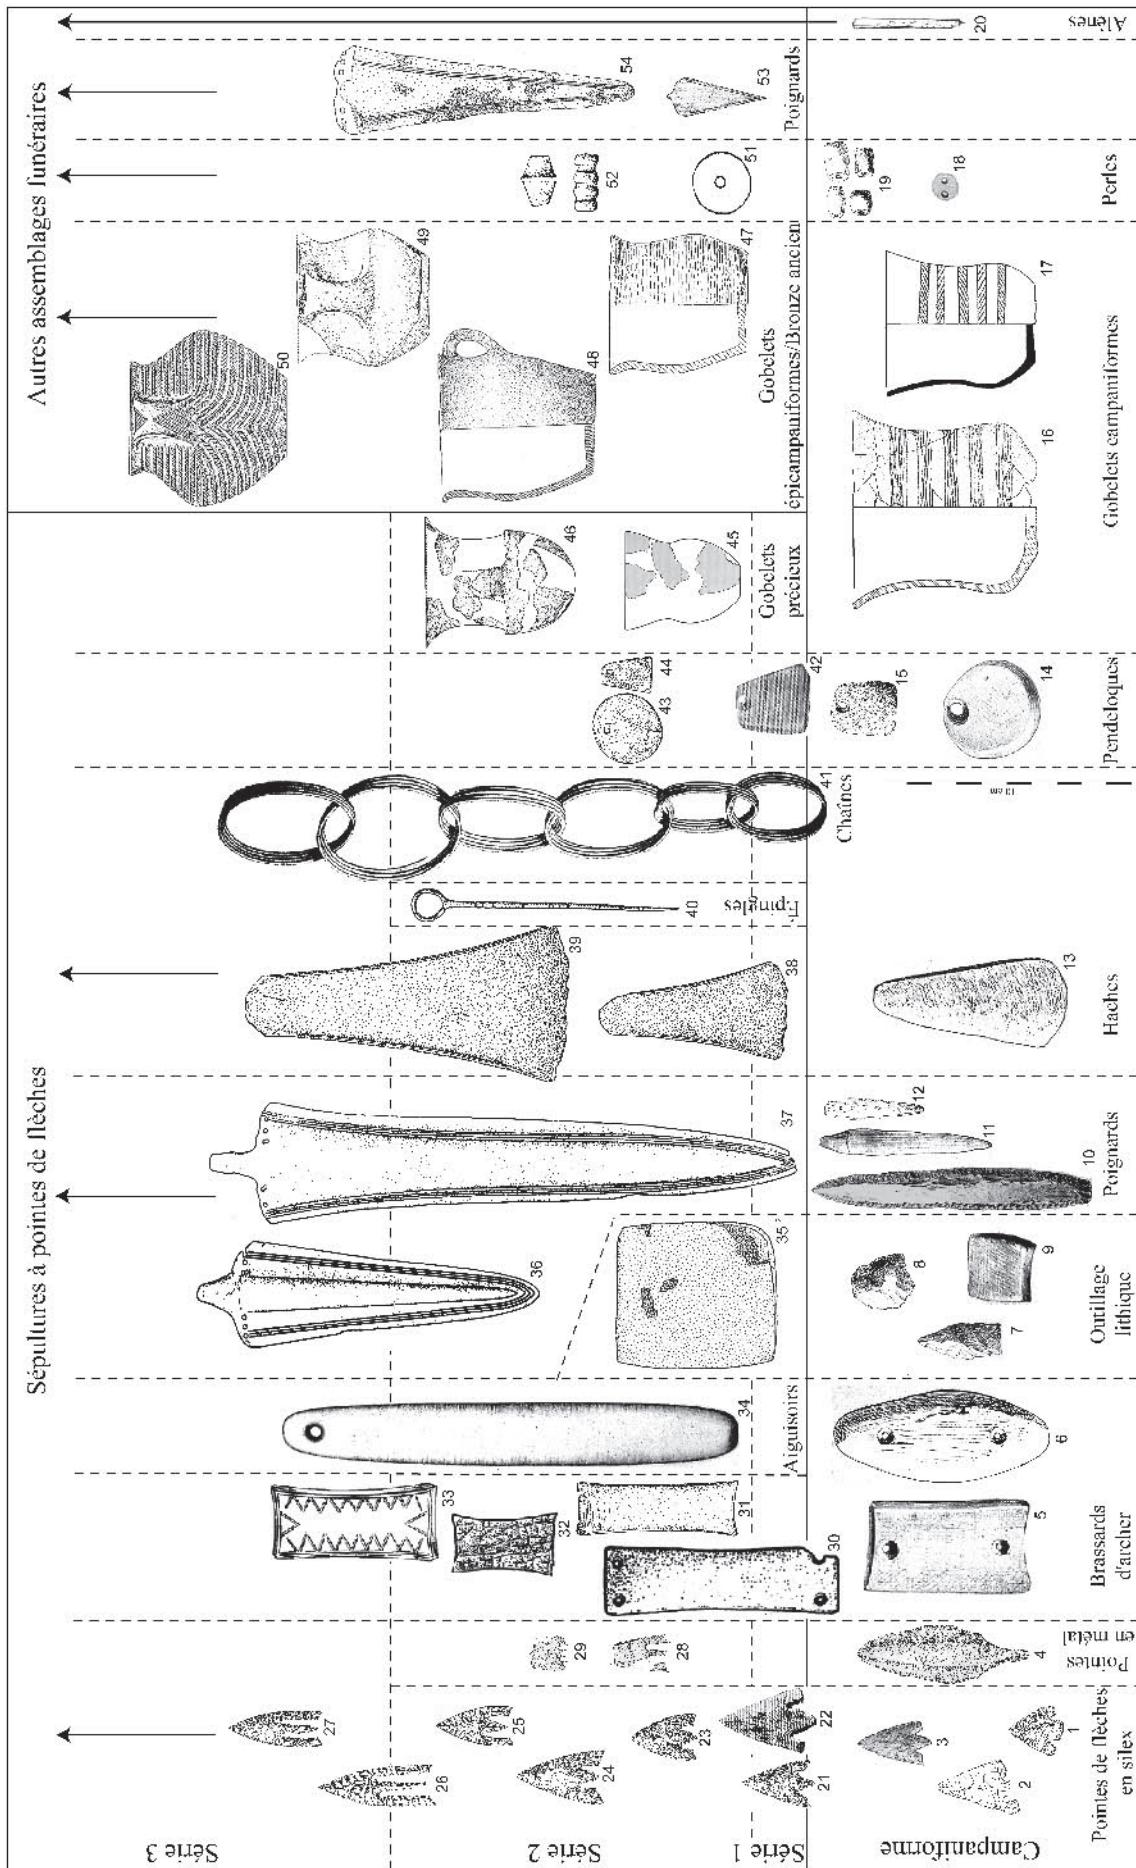 Sépultures à pointes de flèches
Autres assemblages funéraires
Série 3
Série 2
Série 1
Campaniforme
27
26
25
24
23
22
21
3
2
1
Pointes de flèches
en silex
29
28
4
Pointes
en métal
33
32
31
30
5
Brassards
d'archer
34
Aiguisoirs
6
35
8
7
9
Outillage
lithique
36
37
12
11
10
Poignards
39
38
13
Haches
40
Épingles
41
Chaînes
10 cm
43
44
42
15
14
Pendeloques
46
45
Gobelets
précieux
50
49
48
47
Gobelets
épicampaniformes/Bronze ancien
16
17
Gobelets campaniformes
52
51
19
18
Perles
54
53
Poignards
20
Alênes